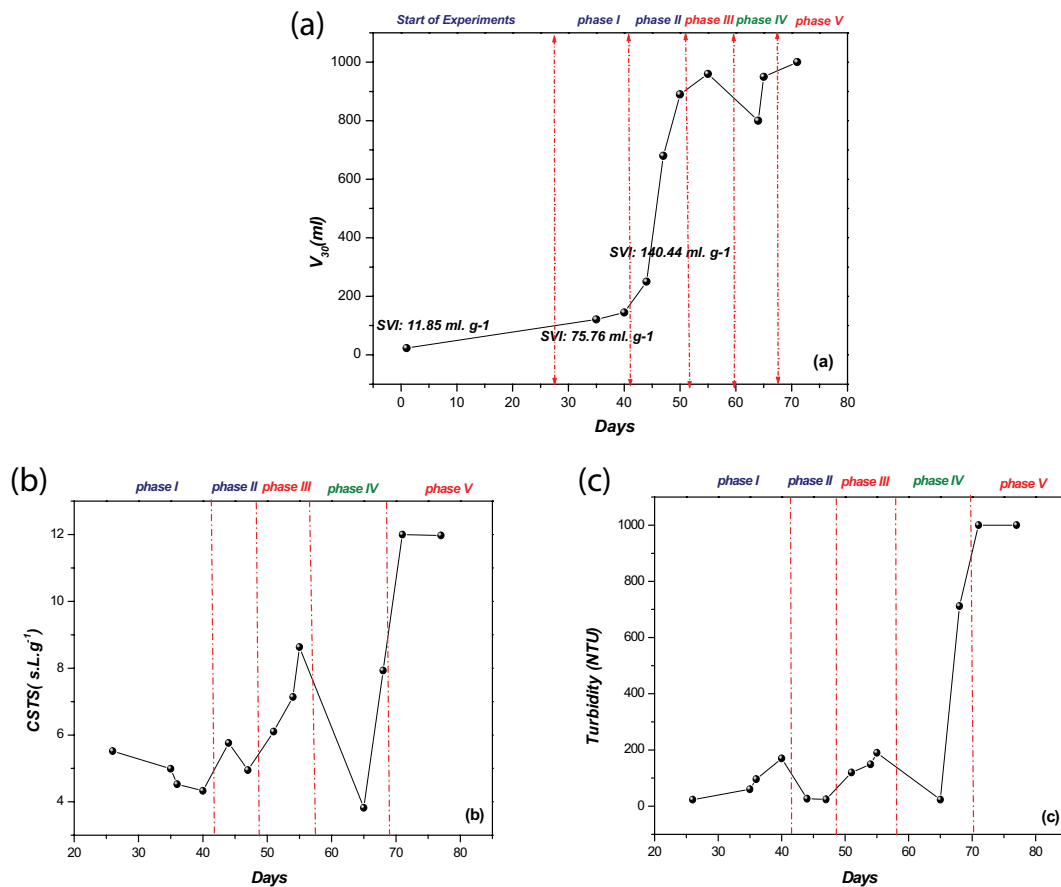 (a)
Start of Experiments phase I phase II phase III phase IV phase V
1000
800
600
400
200
0
V30(ml)
SVI: 140.44 ml. g-1
SVI: 11.85 ml. g-1
SVI: 75.76 ml. g-1
(a)
0 10 20 30 40 50 60 70 80
Days
(b)
phase I phase II phase III phase IV phase V
12
10
8
6
4
CSTS( s.L.g-1)
(b)
20 30 40 50 60 70 80
Days
(c)
phase I phase II phase III phase IV phase V
1000
800
600
400
200
0
Turbidity (NTU)
(c)
20 30 40 50 60 70 80
Days